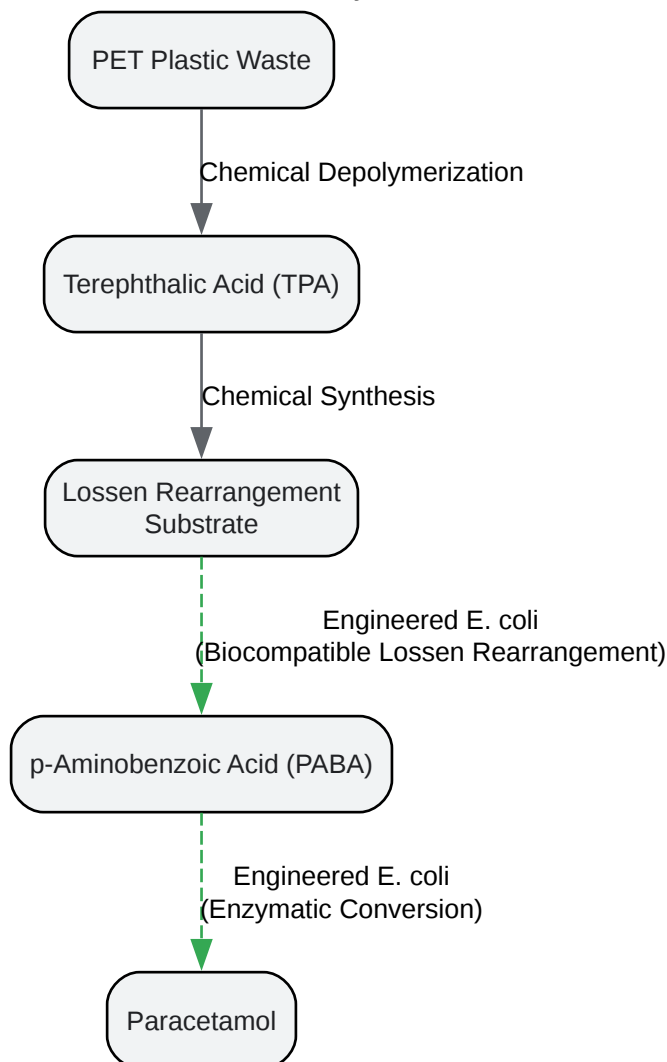 PET Plastic Waste
Chemical Depolymerization
Terephthalic Acid (TPA)
Chemical Synthesis
Lossen Rearrangement
Substrate
Engineered E. coli
(Biocompatible Lossen Rearrangement)
p-Aminobenzoic Acid (PABA)
Engineered E. coli
(Enzymatic Conversion)
Paracetamol